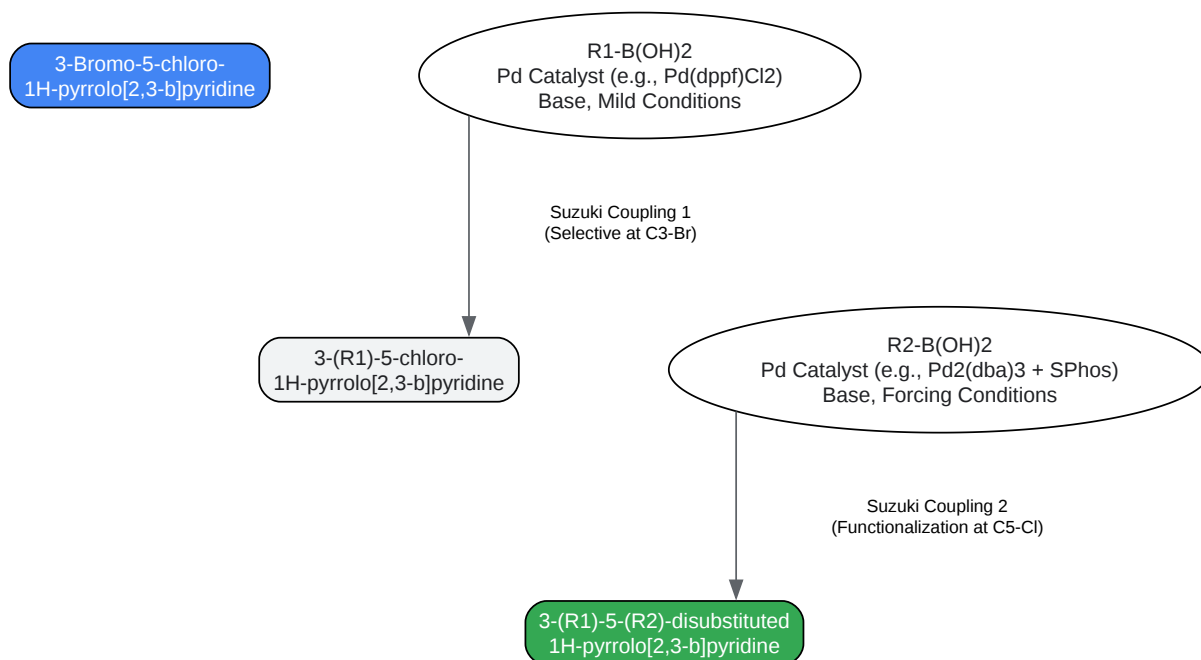 3-Bromo-5-chloro-
1H-pyrrolo[2,3-b]pyridine
R1-B(OH)2
Pd Catalyst (e.g., Pd(dppf)Cl2)
Base, Mild Conditions
Suzuki Coupling 1
(Selective at C3-Br)
3-(R1)-5-chloro-
1H-pyrrolo[2,3-b]pyridine
R2-B(OH)2
Pd Catalyst (e.g., Pd2(dba)3 + SPhos)
Base, Forcing Conditions
Suzuki Coupling 2
(Functionalization at C5-Cl)
3-(R1)-5-(R2)-disubstituted
1H-pyrrolo[2,3-b]pyridine